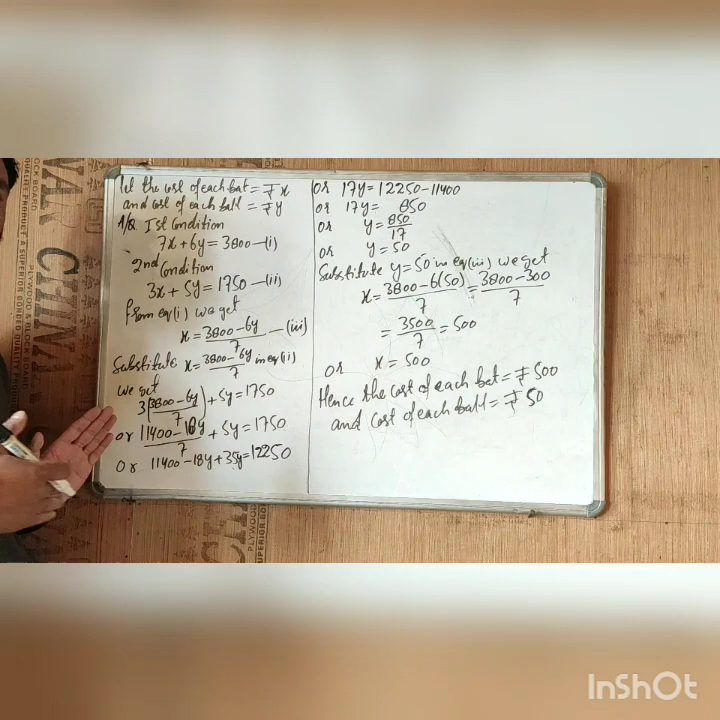 let the cost of each bat = ₹ x
and cost of each ball = ₹ y
A/Q Ist Condition
7x + 6y = 3800 – (i)
2nd Condition
3x + 5y = 1750 – (ii)
from eq(i) we get
x = 3800 – 6y / 7 – (iii)
Substitute x = 3800 – 6y / 7 in eq(i)
we get
3(3800 – 6y / 7) + 5y = 1750
or 11400 – 18y / 7 + 5y = 1750
Or 11400 – 18y + 35y = 12250
or 17y = 12250 – 11400
or 17y = 850
or y = 850 / 17
or y = 50
Substitute y = 50 in eq(iii) we get
x = 3800 – 6(50) / 7 = 3800 – 300 / 7
= 3500 / 7 = 500
or x = 500
Hence the cost of each bat = ₹ 500
and cost of each ball = ₹ 50
CHIN
PLYWOOD & BLOCK BOARD
InShOt